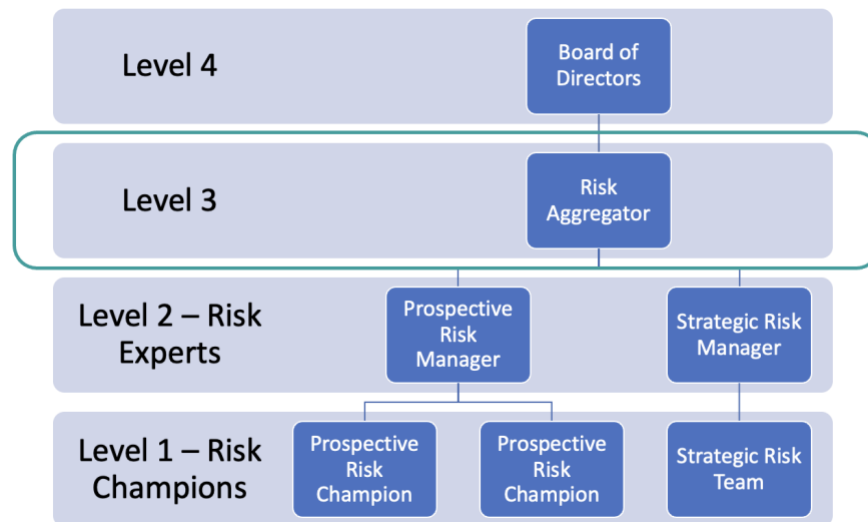 Level 4
Board of
Directors
Level 3
Risk
Aggregator
Level 2 – Risk
Experts
Prospective
Risk
Manager
Strategic Risk
Manager
Level 1 – Risk
Champions
Prospective
Risk
Champion
Prospective
Risk
Champion
Strategic Risk
Team